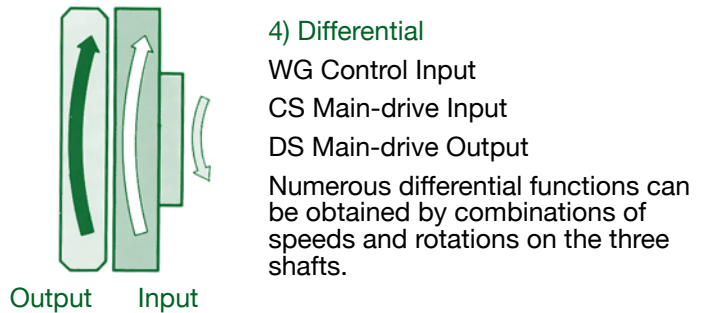 4) Differential
WG Control Input
CS Main-drive Input
DS Main-drive Output
Numerous differential functions can
be obtained by combinations of
speeds and rotations on the three
shafts.
Output Input